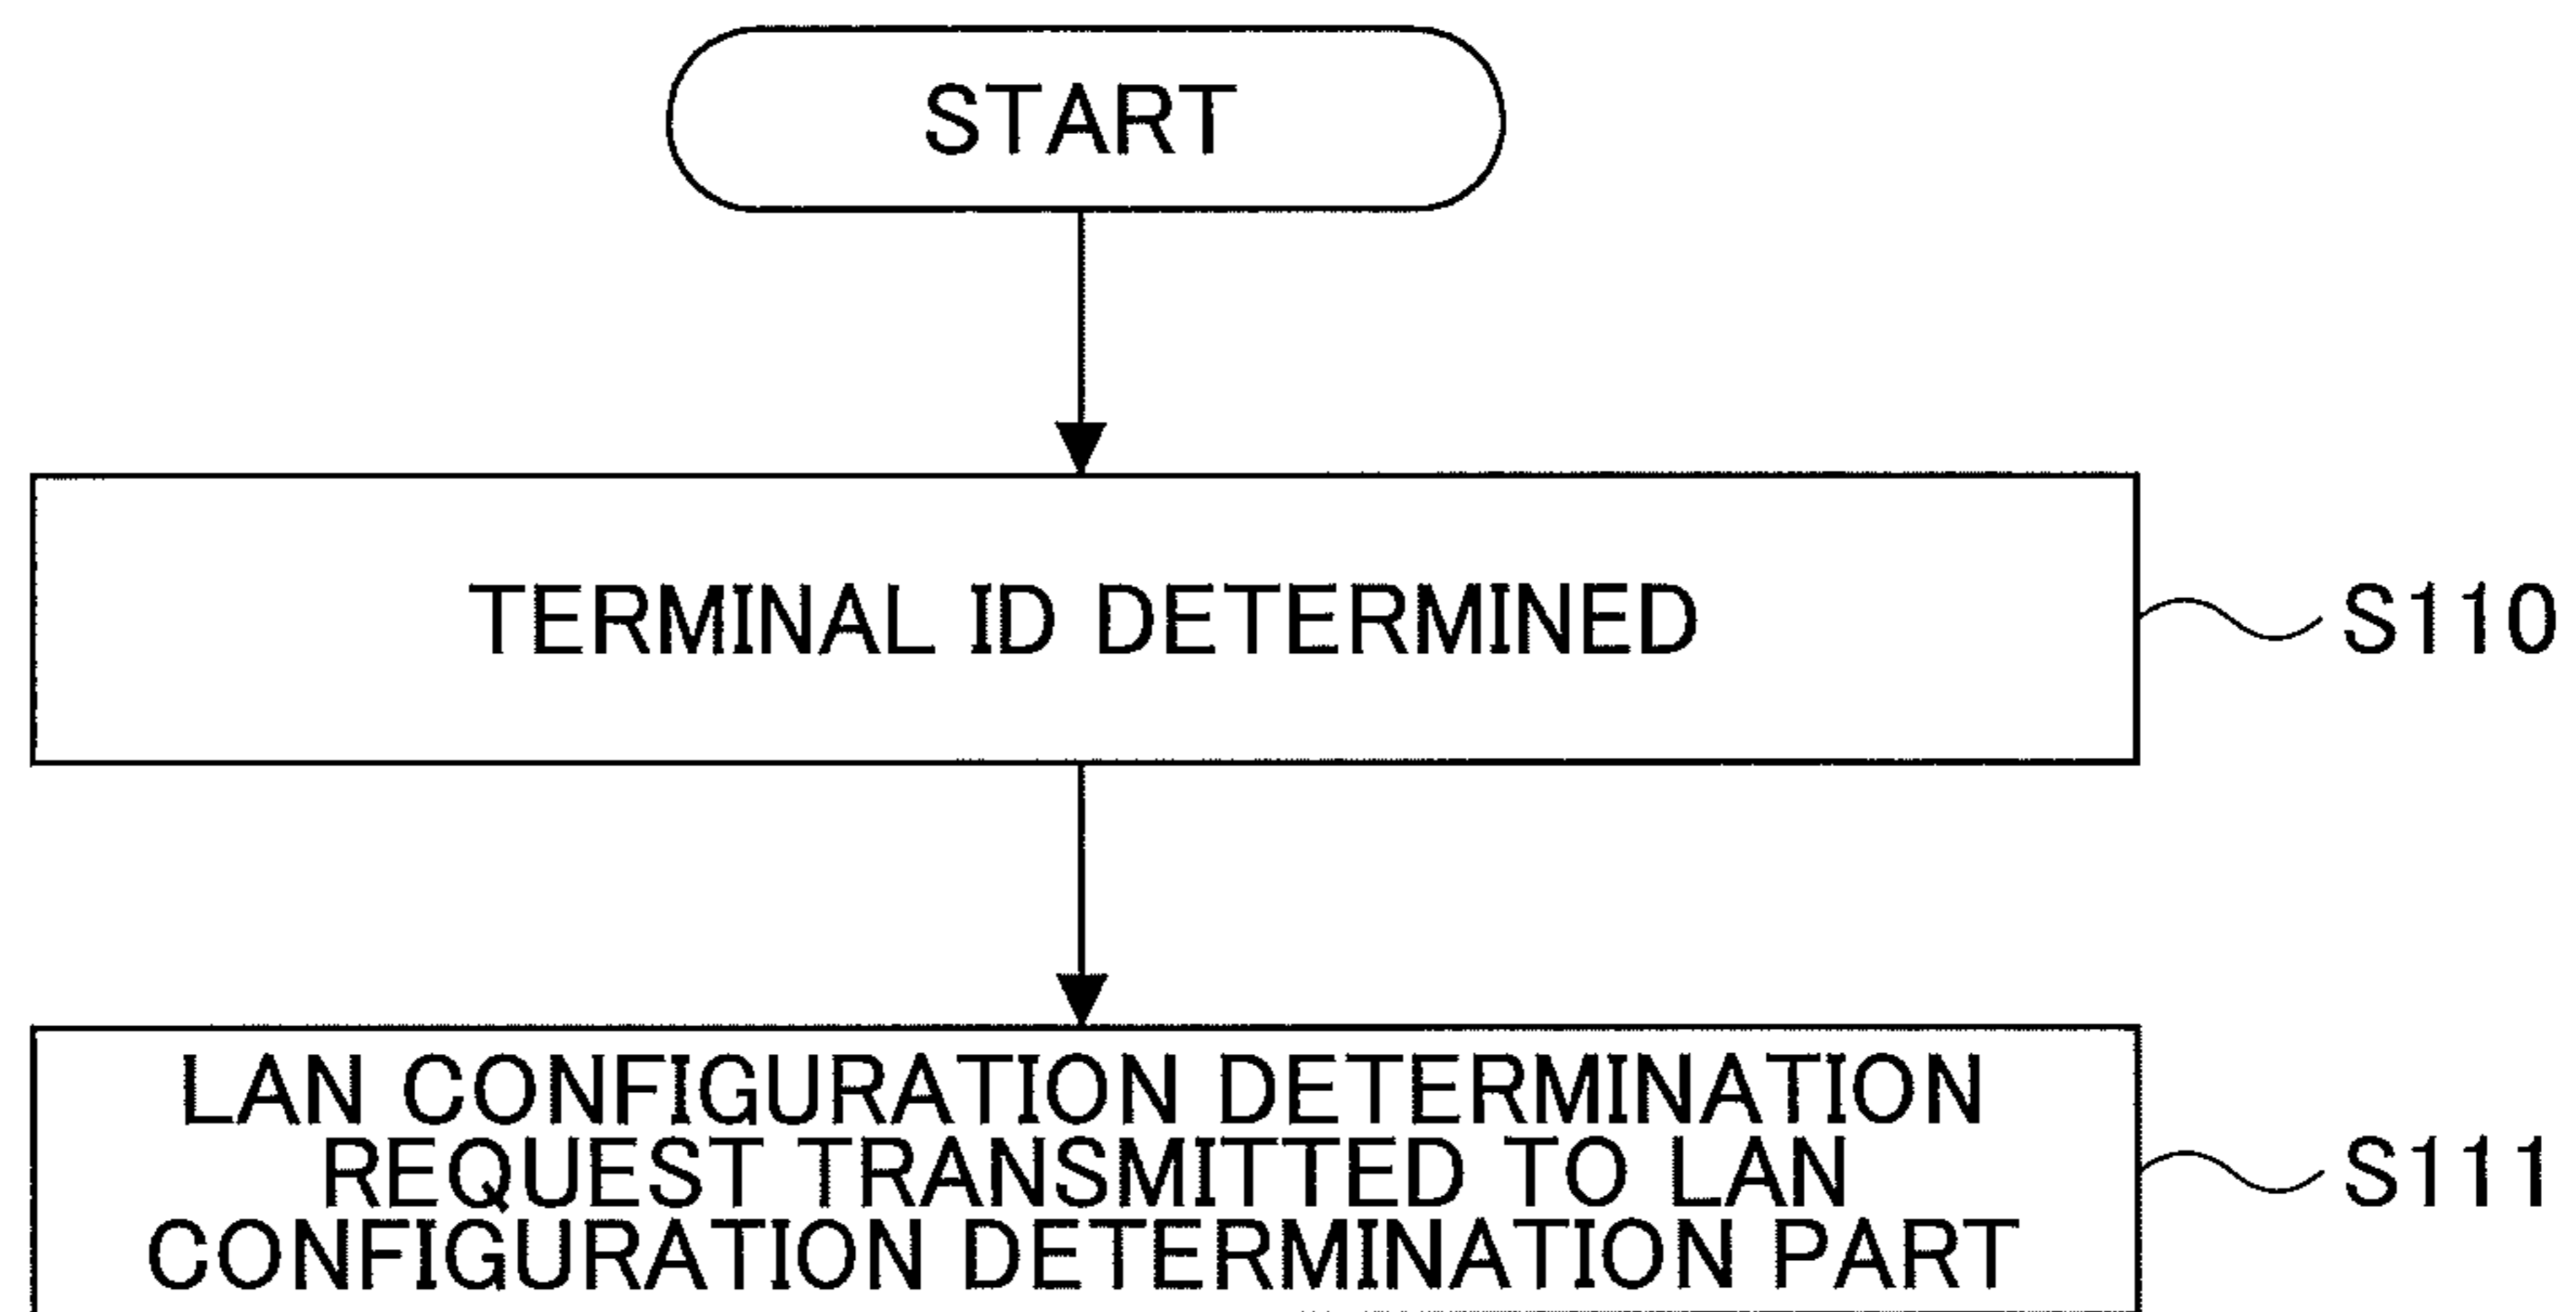 START
TERMINAL ID DETERMINED
S110
LAN CONFIGURATION DETERMINATION
REQUEST TRANSMITTED TO LAN
CONFIGURATION DETERMINATION PART
S111